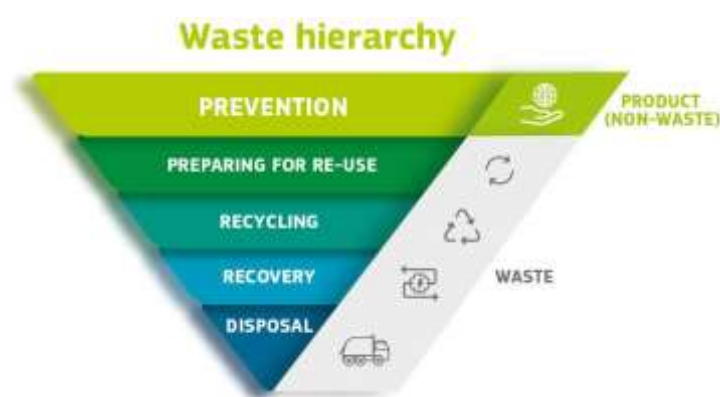 Waste hierarchy
PREVENTION
PRODUCT
(NON-WASTE)
PREPARING FOR RE-USE
RECYCLING
RECOVERY
WASTE
DISPOSAL